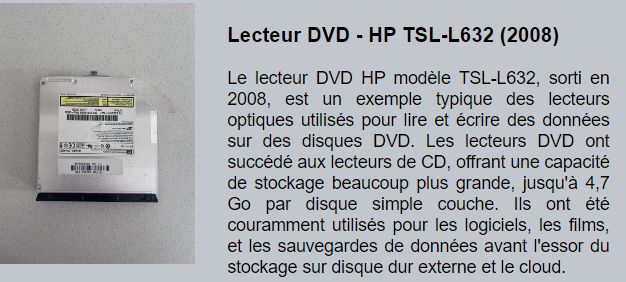 Lecteur DVD - HP TSL-L632 (2008)
Le lecteur DVD HP modèle TSL-L632, sorti en
2008, est un exemple typique des lecteurs
optiques utilisés pour lire et écrire des données
sur des disques DVD. Les lecteurs DVD ont
succédé aux lecteurs de CD, offrant une capacité
de stockage beaucoup plus grande, jusqu'à 4,7
Go par disque simple couche. Ils ont été
couramment utilisés pour les logiciels, les films,
et les sauvegardes de données avant l'essor du
stockage sur disque dur externe et le cloud.